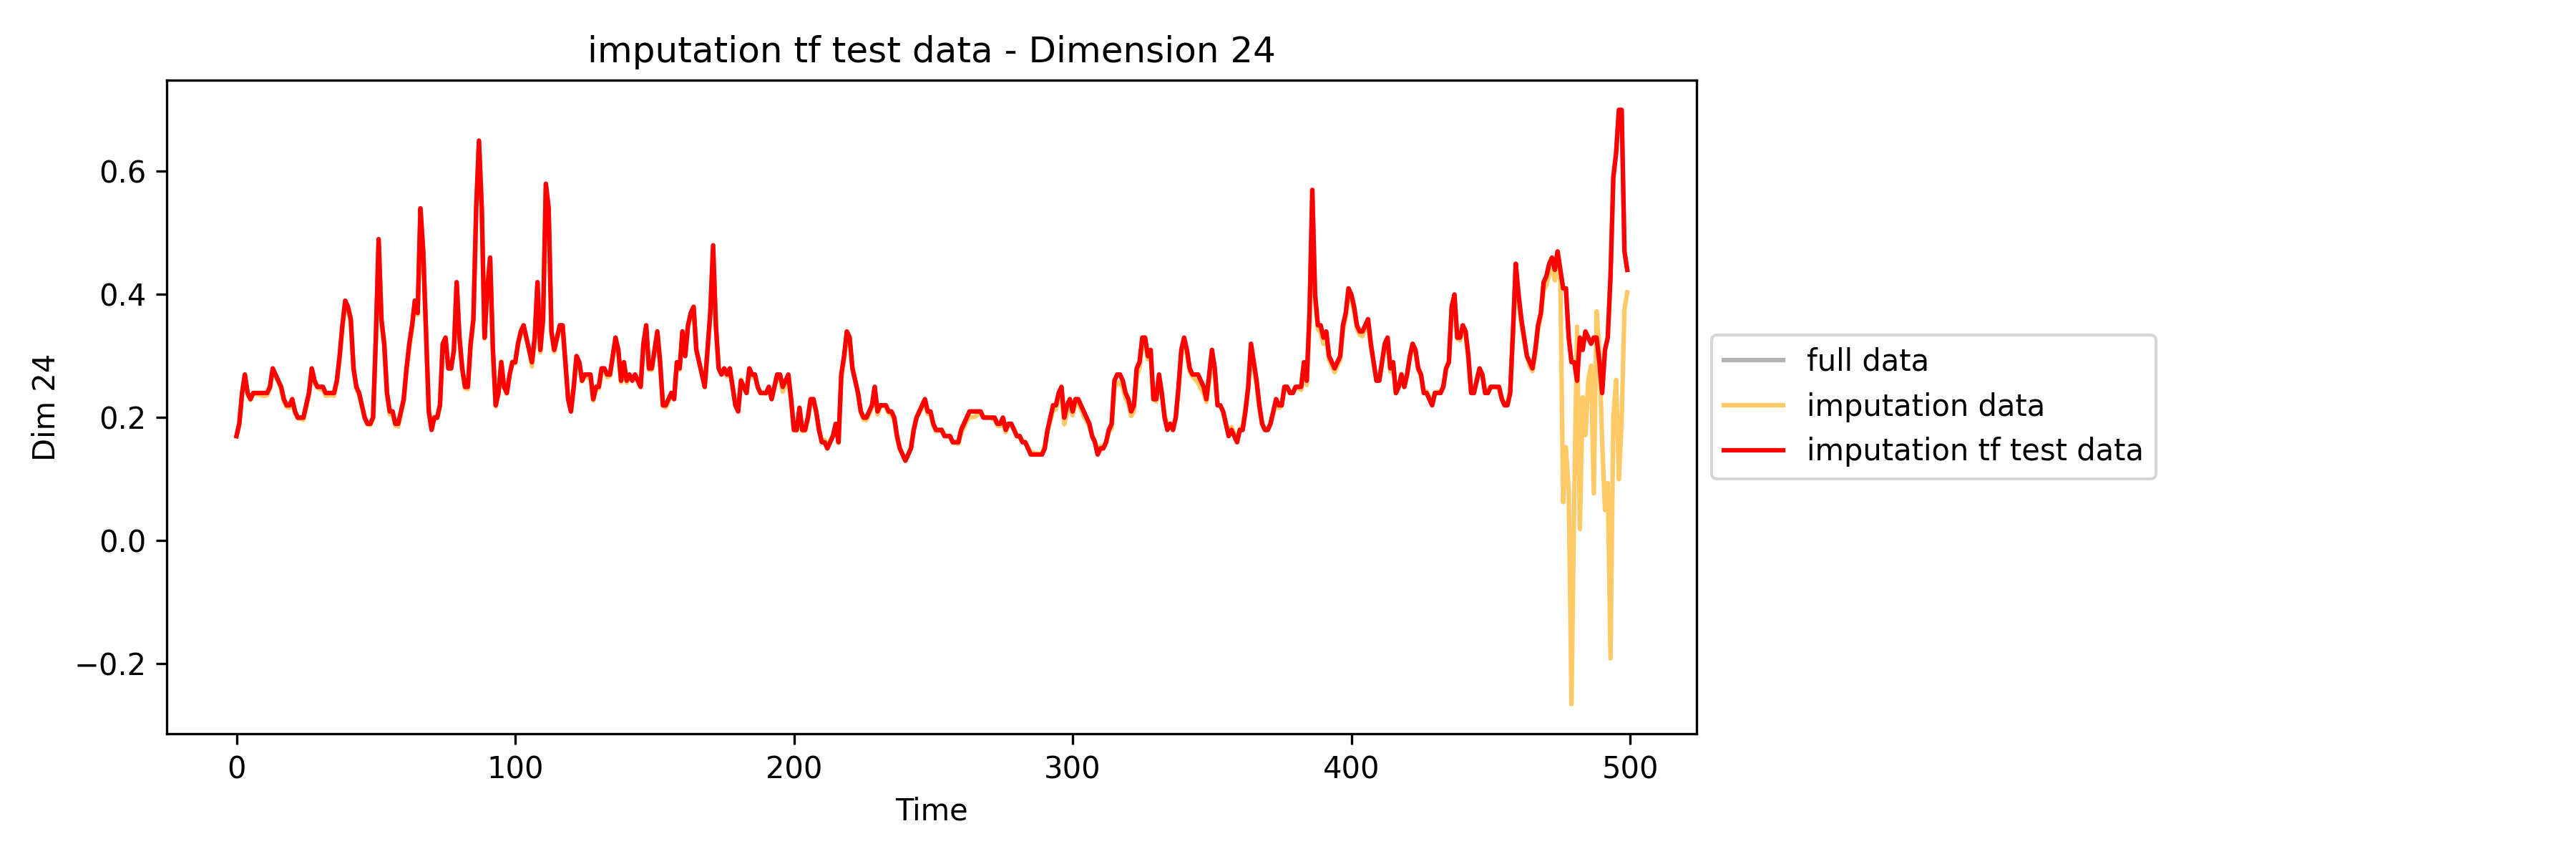 imputation tf test data - Dimension 24
0.6
0.4
0.2
0.0
−0.2
Dim 24
0 100 200 300 400 500
Time
full data
imputation data
imputation tf test data